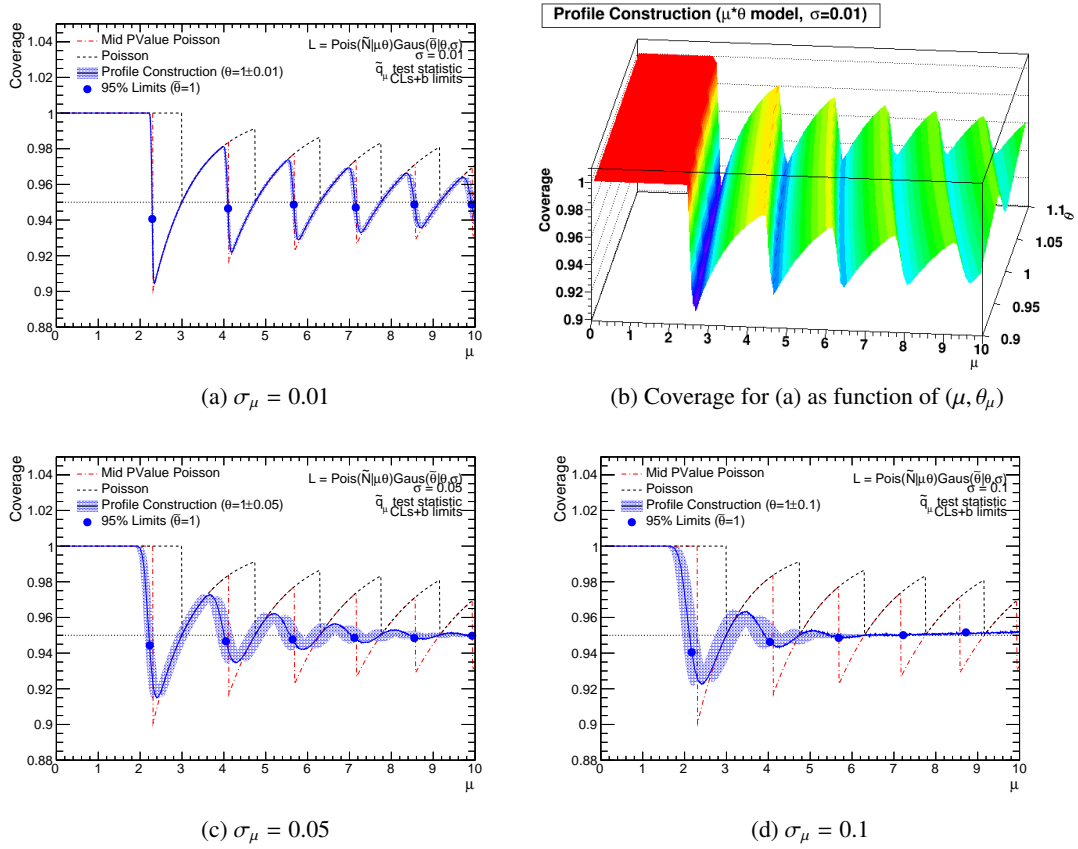 Coverage
1.04
1.02
1
0.98
0.96
0.94
0.92
0.9
0.88
0 1 2 3 4 5 6 7 8 9 10
μ
Mid PValue Poisson
Poisson
Profile Construction (θ=1±0.01)
95% Limits (θ̃=1)
L = Pois(Ñ|μθ)Gaus(θ̃|θ,σ)
σ = 0.01
q̃μ test statistic
CLs+b limits
(a) σμ = 0.01
Profile Construction (μ*θ model, σ=0.01)
Coverage
1
0.98
0.96
0.94
0.92
0.9
0 1 2 3 4 5 6 7 8 9 10
μ
1.1
1.05
1
0.95
0.9
θ
(b) Coverage for (a) as function of (μ, θμ)
Coverage
1.04
1.02
1
0.98
0.96
0.94
0.92
0.9
0.88
0 1 2 3 4 5 6 7 8 9 10
μ
Mid PValue Poisson
Poisson
Profile Construction (θ=1±0.05)
95% Limits (θ̃=1)
L = Pois(Ñ|μθ)Gaus(θ̃|θ,σ)
σ = 0.05
q̃μ test statistic
CLs+b limits
(c) σμ = 0.05
Coverage
1.04
1.02
1
0.98
0.96
0.94
0.92
0.9
0.88
0 1 2 3 4 5 6 7 8 9 10
μ
Mid PValue Poisson
Poisson
Profile Construction (θ=1±0.1)
95% Limits (θ̃=1)
L = Pois(Ñ|μθ)Gaus(θ̃|θ,σ)
σ = 0.1
q̃μ test statistic
CLs+b limits
(d) σμ = 0.1